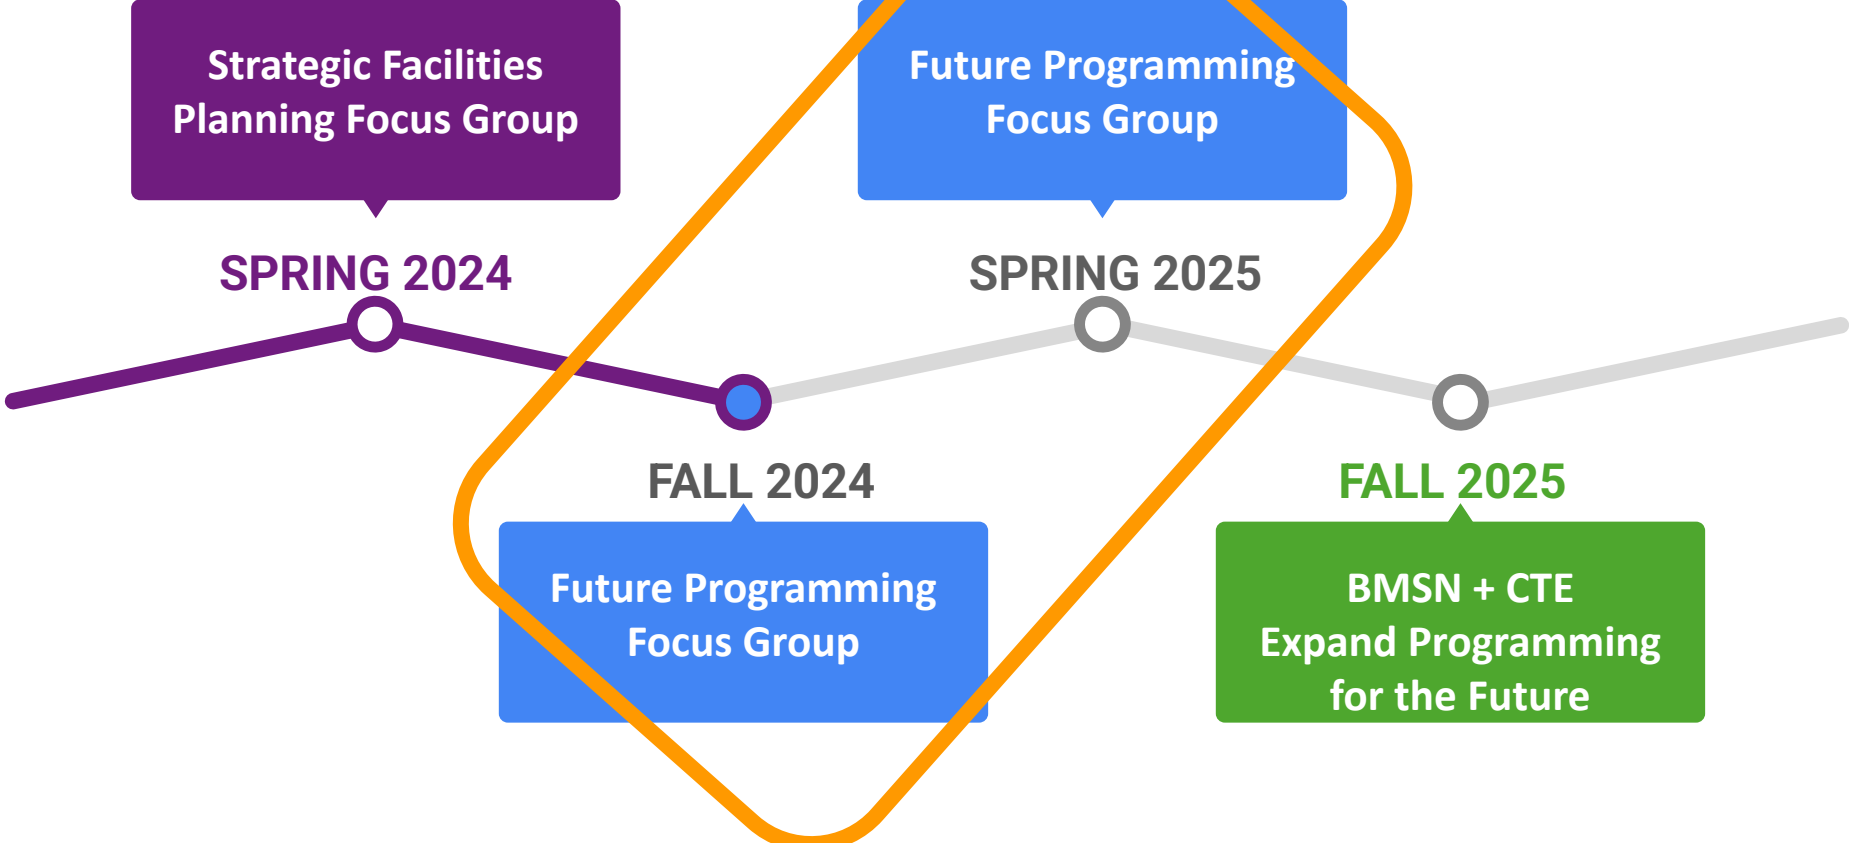 Strategic Facilities
Planning Focus Group
SPRING 2024
FALL 2024
Future Programming
Focus Group
Future Programming
Focus Group
SPRING 2025
FALL 2025
BMSN + CTE
Expand Programming
for the Future